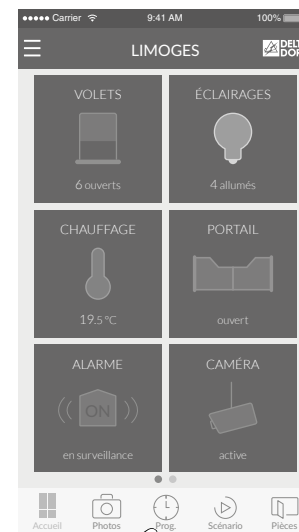 Carrier 9:41 AM 100%
LIMOGES
VOLETS ÉCLAIRAGES
6 ouverts 4 allumés
CHAUFFAGE PORTAIL
19.5 °C ouvert
ALARME CAMÉRA
ON
en surveillance active
Accueil Photos Prog. Scénario Pièces